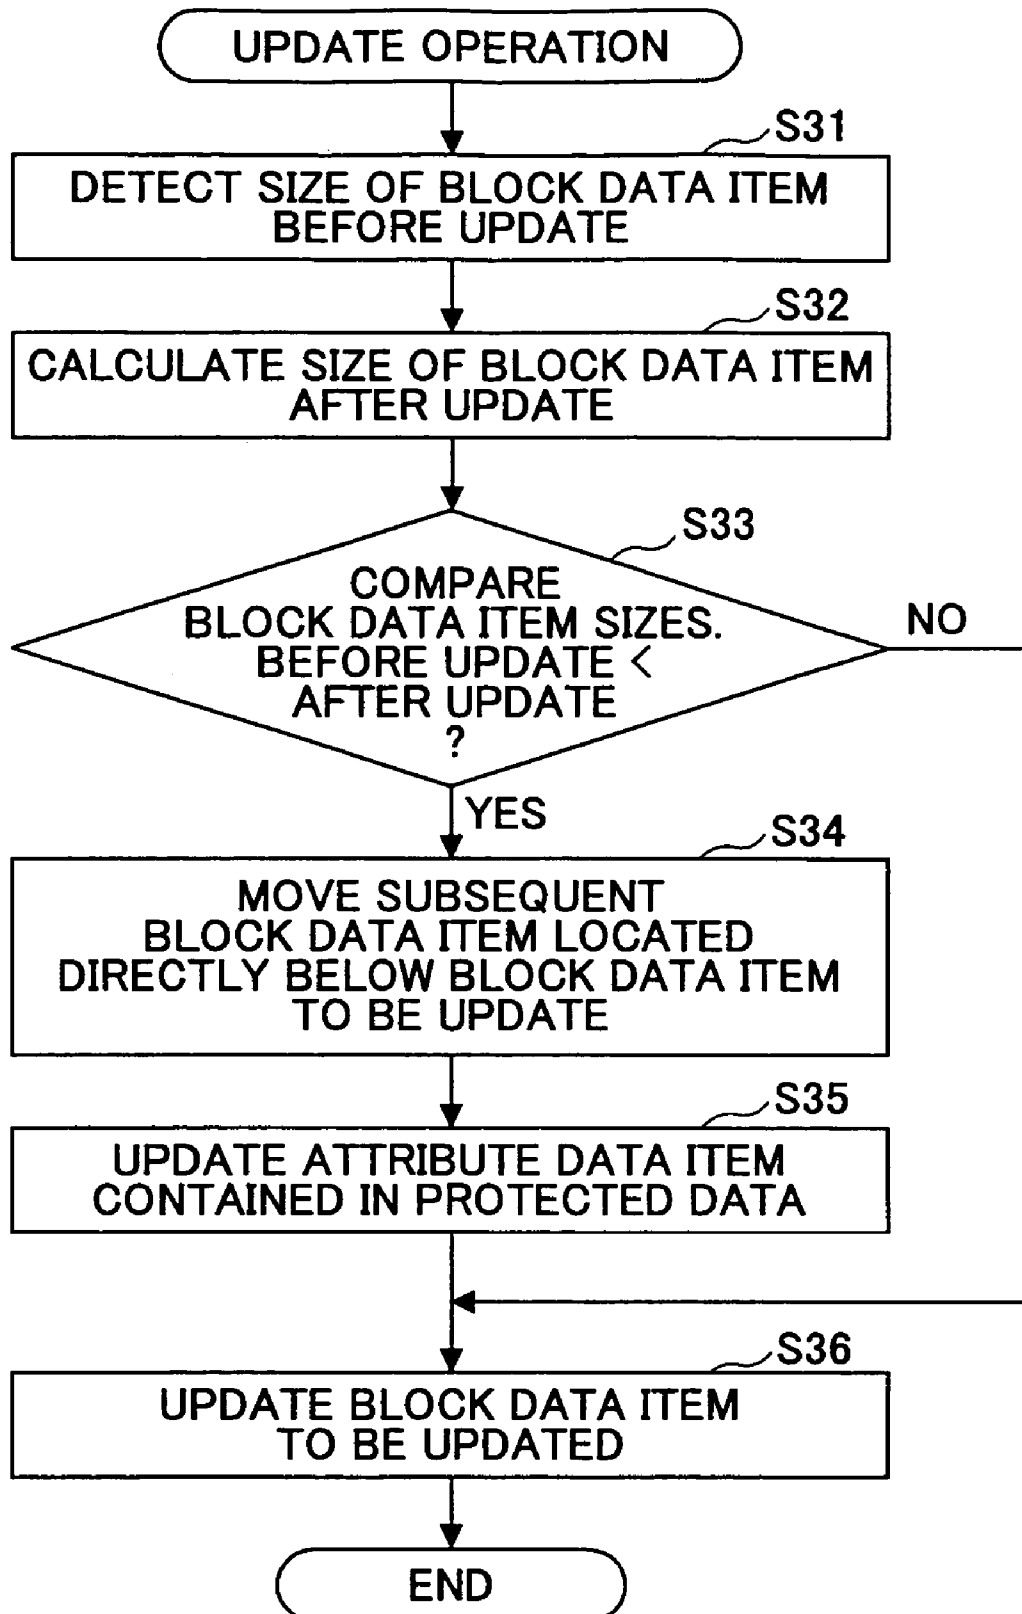 UPDATE OPERATION
S31
DETECT SIZE OF BLOCK DATA ITEM
BEFORE UPDATE
S32
CALCULATE SIZE OF BLOCK DATA ITEM
AFTER UPDATE
S33
COMPARE
BLOCK DATA ITEM SIZES.
BEFORE UPDATE <
AFTER UPDATE
?
NO
YES
S34
MOVE SUBSEQUENT
BLOCK DATA ITEM LOCATED
DIRECTLY BELOW BLOCK DATA ITEM
TO BE UPDATE
S35
UPDATE ATTRIBUTE DATA ITEM
CONTAINED IN PROTECTED DATA
S36
UPDATE BLOCK DATA ITEM
TO BE UPDATED
END